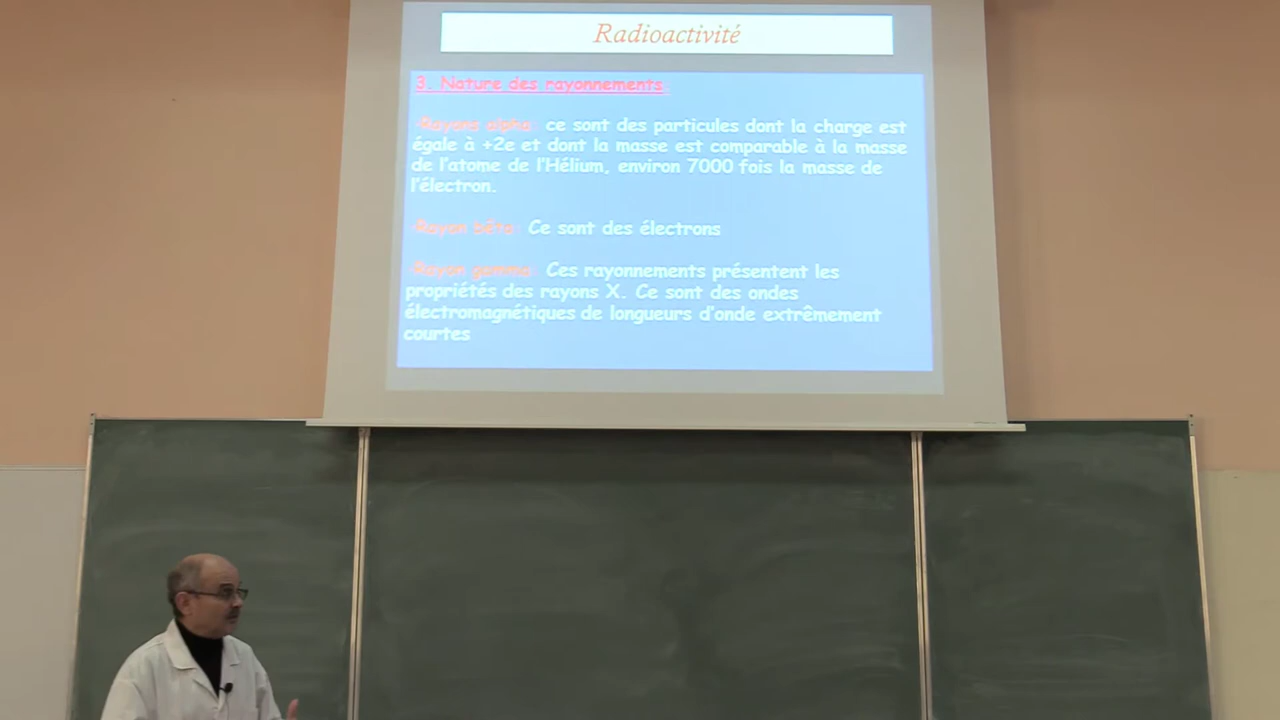 Radioactivité
3. Nature des rayonnements
•Rayons alpha: ce sont des particules dont la charge est
égale à +2e et dont la masse est comparable à la masse
de l'atome de l'Hélium, environ 7000 fois la masse de
l'électron.
•Rayon bêta: Ce sont des électrons
•Rayon gamma: Ces rayonnements présentent les
propriétés des rayons X. Ce sont des ondes
électromagnétiques de longueurs d'onde extrêmement
courtes